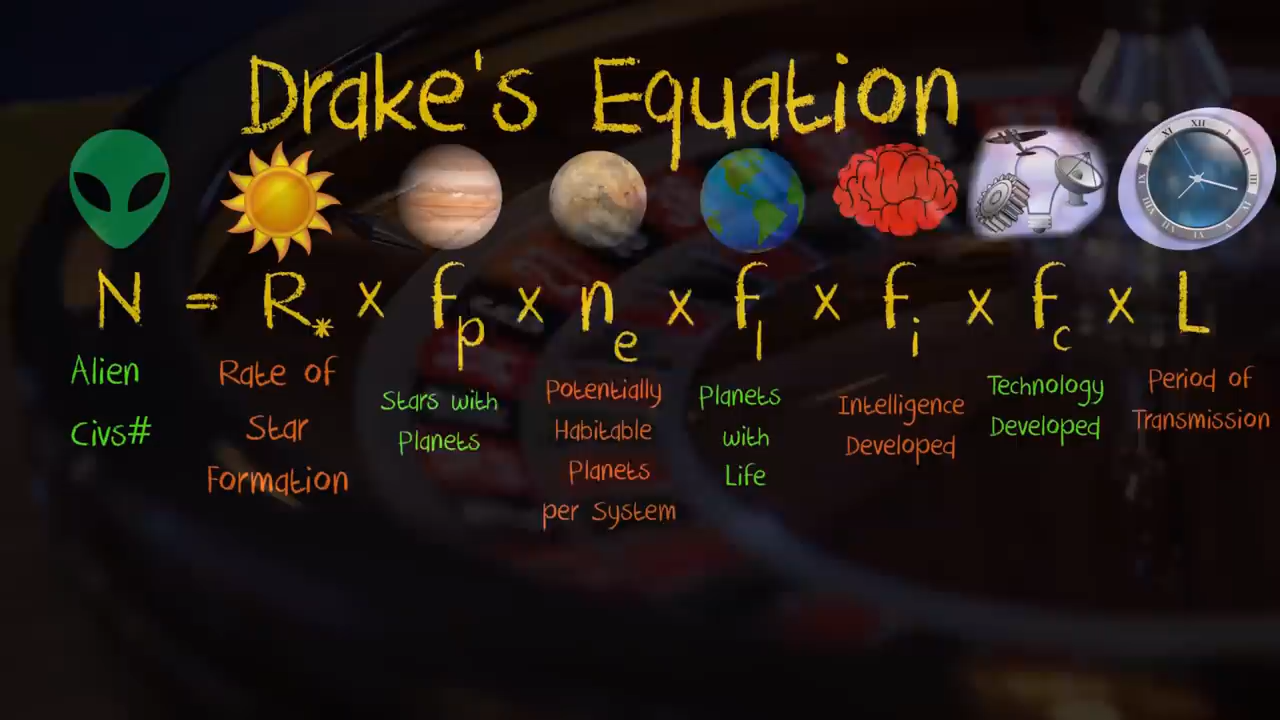 Drake's Equation
N = R* x fp x ne x fl x fi x fc x L
Alien
Civs#
Rate of
Star
Formation
Stars with
Planets
Potentially
Habitable
Planets
per System
Planets
with
Life
Intelligence
Developed
Technology
Developed
Period of
Transmission